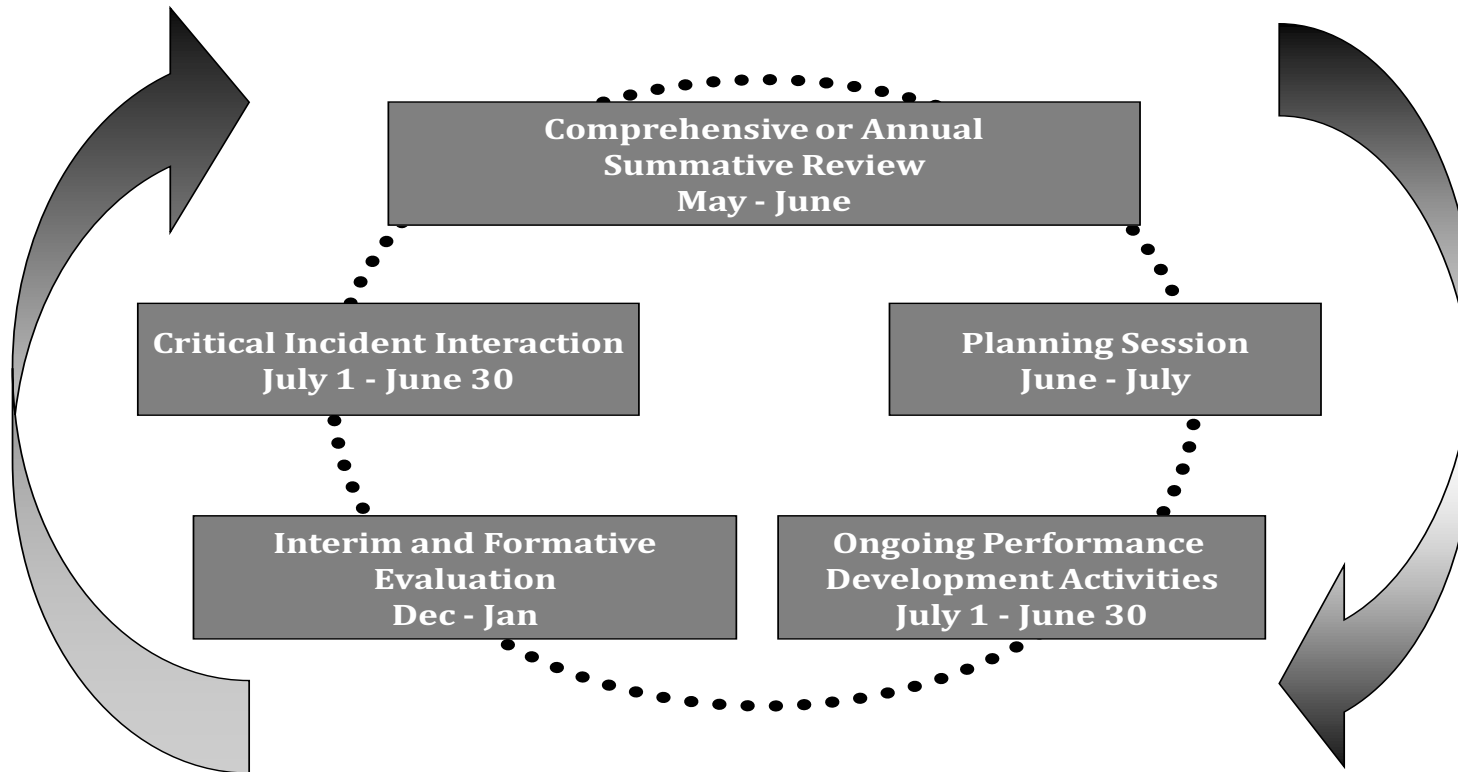 Comprehensive or Annual
Summative Review
May - June
Critical Incident Interaction
July 1 - June 30
Planning Session
June - July
Interim and Formative
Evaluation
Dec - Jan
Ongoing Performance
Development Activities
July 1 - June 30